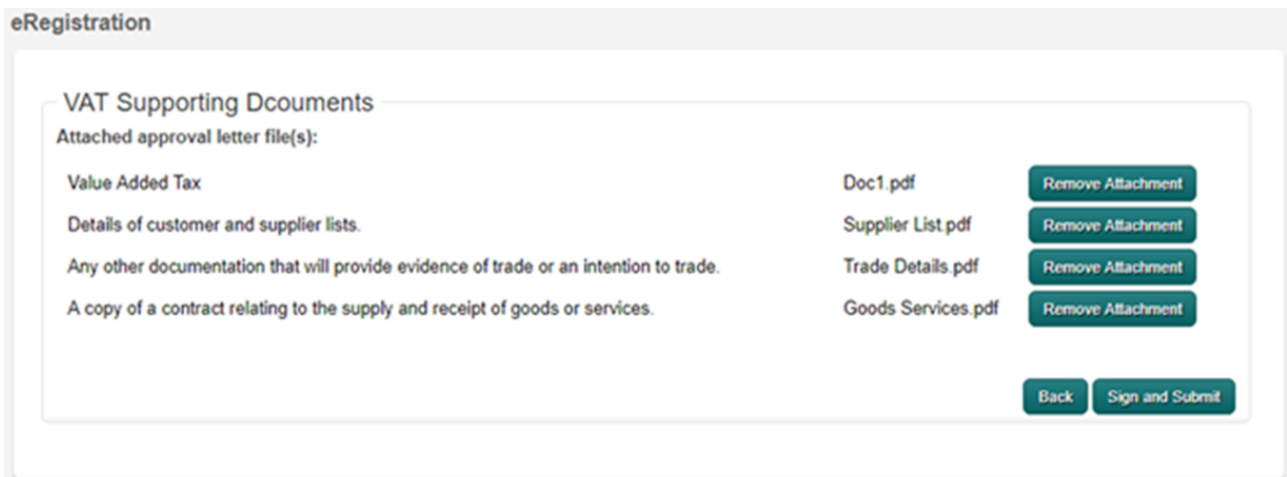 eRegistration
VAT Supporting Dcouments
Attached approval letter file(s):
Value Added Tax Doc1.pdf Remove Attachment
Details of customer and supplier lists. Supplier List.pdf Remove Attachment
Any other documentation that will provide evidence of trade or an intention to trade. Trade Details.pdf Remove Attachment
A copy of a contract relating to the supply and receipt of goods or services. Goods Services.pdf Remove Attachment
Back Sign and Submit